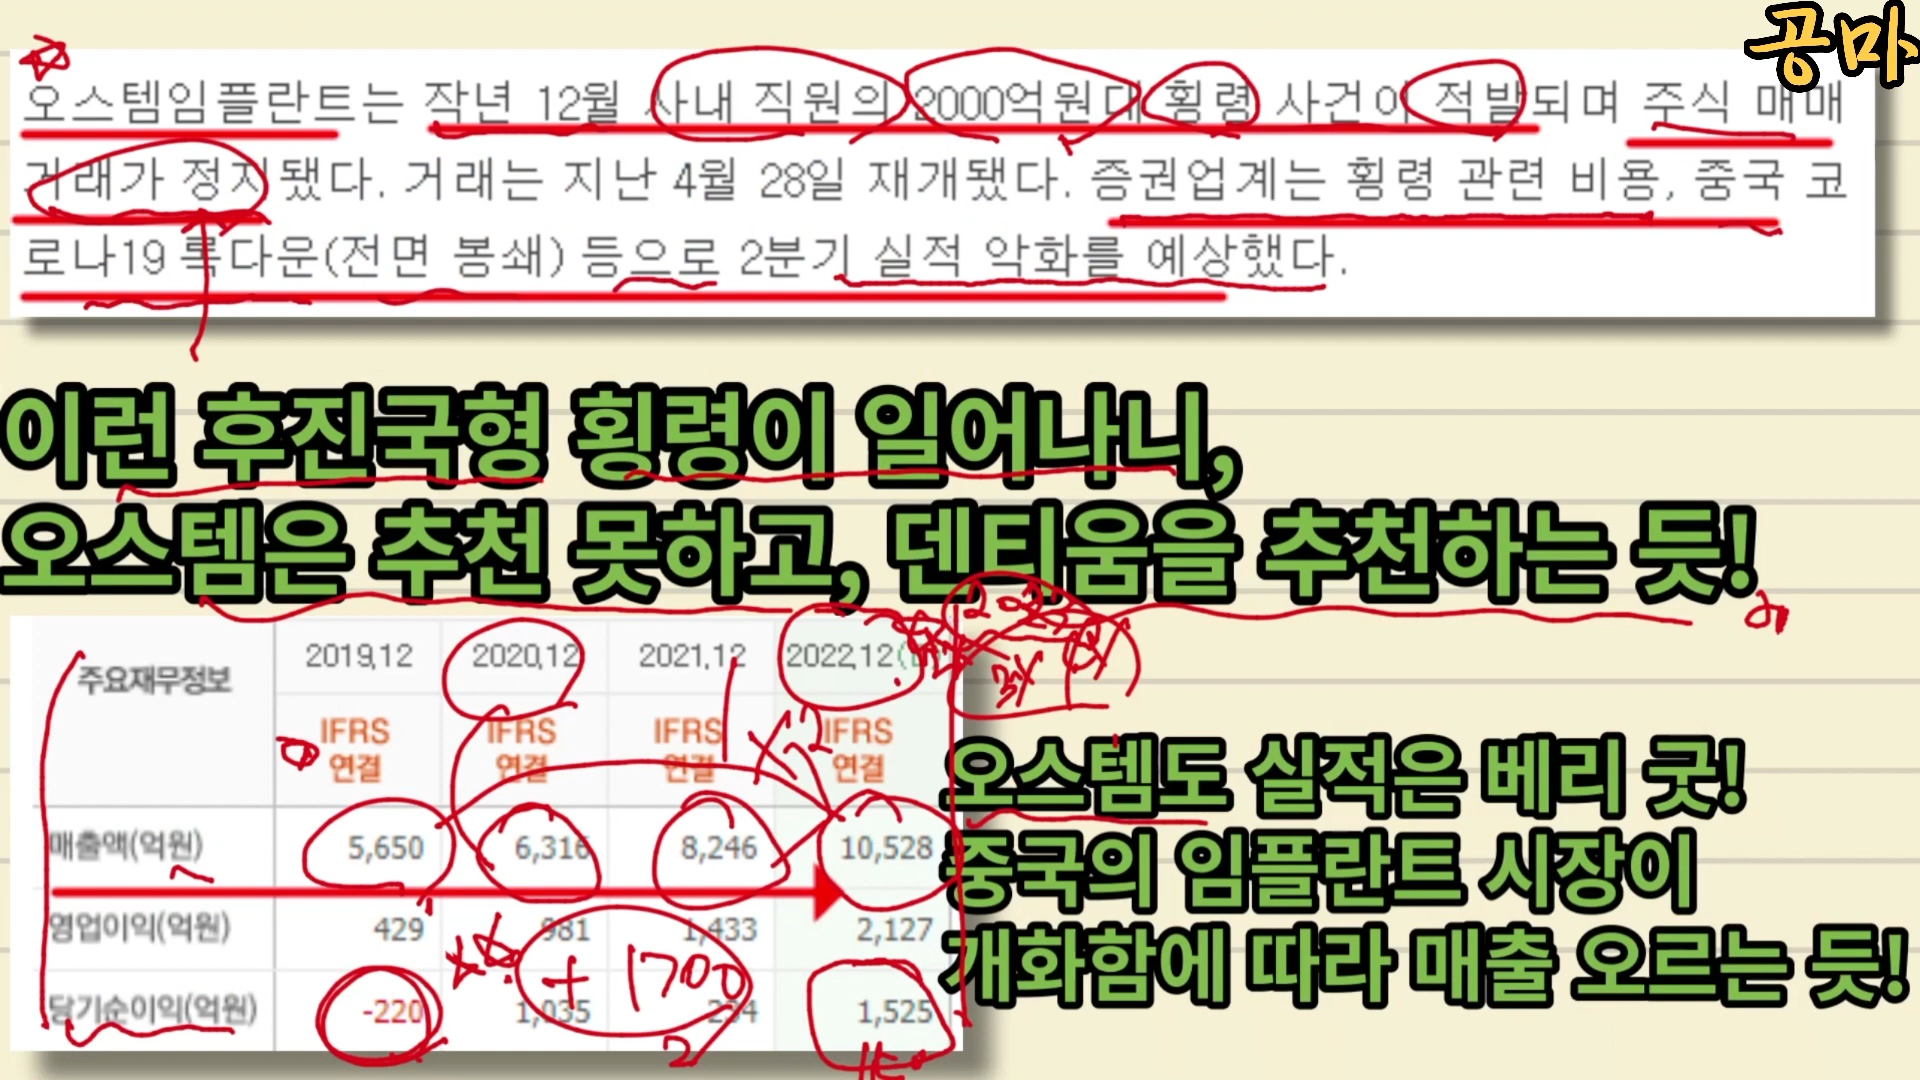 공마
오스템임플란트는 작년 12월 사내 직원의 2000억원대 횡령 사건이 적발되며 주식 매매
거래가 정지됐다. 거래는 지난 4월 28일 재개됐다. 증권업계는 횡령 관련 비용, 중국 코
로나19 록다운(전면 봉쇄) 등으로 2분기 실적 악화를 예상했다.
이런 후진국형 횡령이 일어나니,
오스템은 추천 못하고, 덴티움을 추천하는 듯!
주요재무정보 2019.12 2020.12 2021.12 2022.12
IFRS 연결 IFRS 연결 IFRS 연결 IFRS 연결
매출액(억원) 5,650 6,316 8,246 10,528
영업이익(억원) 429 981 1,433 2,127
당기순이익(억원) -220 1,035 1,525
+ 1700
오스템도 실적은 베리 굿!
중국의 임플란트 시장이
개화함에 따라 매출 오르는 듯!